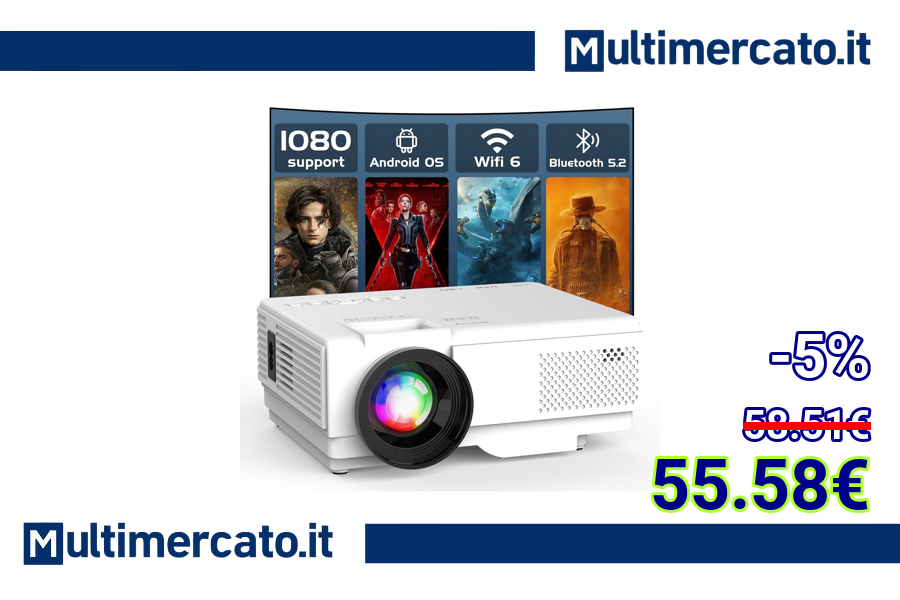 Multimercato.it
1080
support
Android OS
Wifi 6
Bluetooth 5.2
-5%
58.51€
55.58€
Multimercato.it